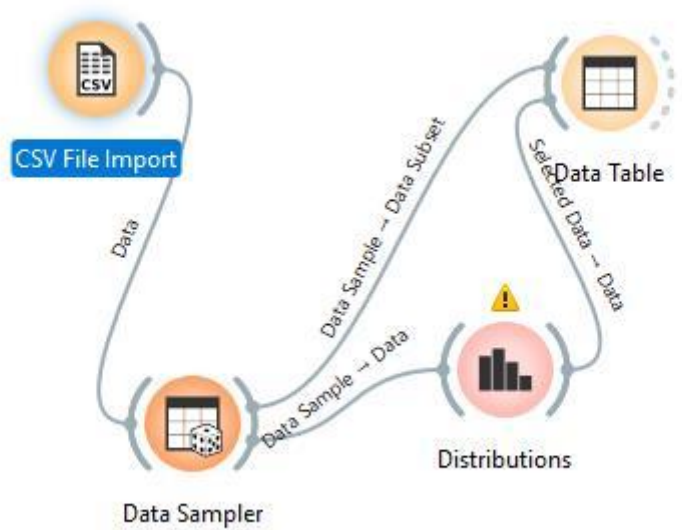 CSV
CSV File Import
Data
Data Sample → Data Subset
Selected Data → Data
Data Table
Data Sample → Data
Distributions
Data Sampler